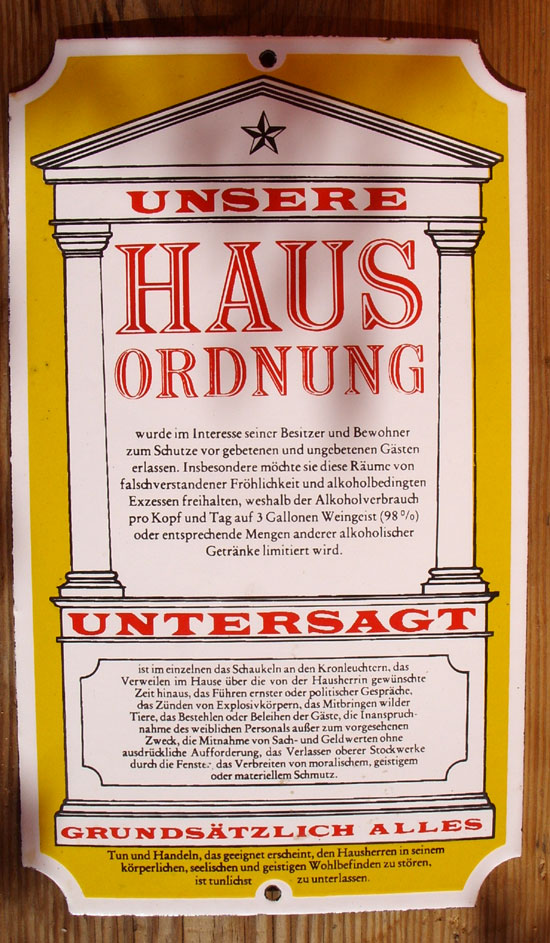 UNSERE
HAUS
ORDNUNG
wurde im Interesse seiner Besitzer und Bewohner
zum Schutze vor gebetenen und ungebetenen Gästen
erlassen. Insbesondere möchte sie diese Räume von
falschverstandener Fröhlichkeit und alkoholbedingten
Exzessen freihalten, weshalb der Alkoholverbrauch
pro Kopf und Tag auf 3 Gallonen Weingeist (98 %)
oder entsprechende Mengen anderer alkoholischer
Getränke limitiert wird.
UNTERSAGT
ist im einzelnen das Schaukeln an den Kronleuchtern, das
Verweilen im Hause über die von der Hausherrin gewünschte
Zeit hinaus, das Führen ernster oder politischer Gespräche,
das Zünden von Explosivkörpern, das Mitbringen wilder
Tiere, das Bestehlen oder Beleihen der Gäste, die Inanspruch-
nahme des weiblichen Personals außer zum vorgesehenen
Zweck, die Mitnahme von Sach- und Geldwerten ohne
ausdrückliche Aufforderung, das Verlassen oberer Stockwerke
durch die Fenster, das Verbreiten von moralischem, geistigem
oder materiellem Schmutz.
GRUNDSÄTZLICH ALLES
Tun und Handeln, das geeignet erscheint, den Hausherren in seinem
körperlichen, seelischen und geistigen Wohlbefinden zu stören,
ist tunlichst zu unterlassen.